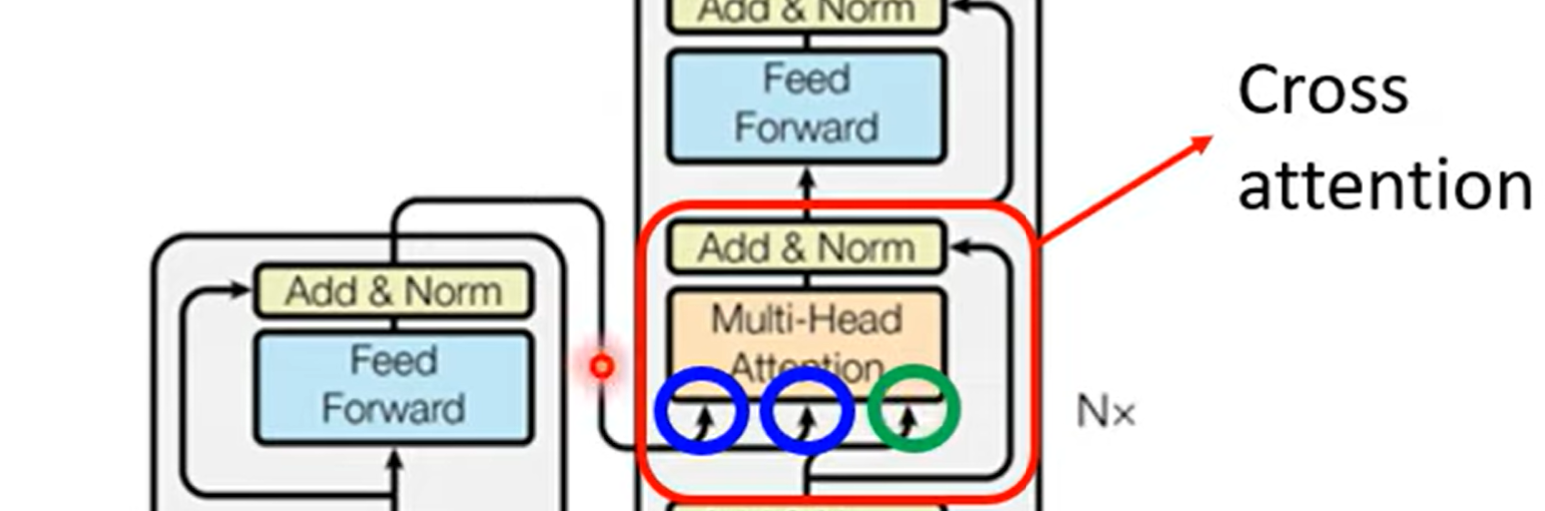 Add & Norm
Feed
Forward
Cross
attention
Add & Norm
Multi-Head
Attention
Add & Norm
Feed
Forward
N×